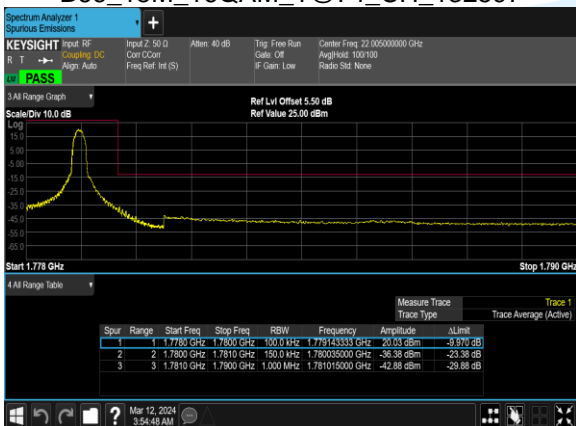 Spectrum Analyzer 1
Spurious Emissions
+
KEYSIGHT Input: RF Input Z: 50 Ω Atten: 40 dB Trig: Free Run Center Freq: 22.005000000 GHz
R T Coupling: DC Corr CCorr Gate: Off Avg|Hold: 100/100
Align: Auto Freq Ref: Int (S) IF Gain: Low Radio Std: None
PASS
3 All Range Graph
Ref Lvl Offset 5.50 dB
Scale/Div 10.0 dB Ref Value 25.00 dBm
Log
15.0
5.00
-5.00
-15.0
-25.0
-35.0
-45.0
-55.0
-65.0
Start 1.778 GHz Stop 1.790 GHz
4 All Range Table
Measure Trace Trace 1
Trace Type Trace Average (Active)
Spur Range Start Freq Stop Freq RBW Frequency Amplitude ΔLimit
1 1 1.7780 GHz 1.7800 GHz 100.0 kHz 1.779143333 GHz 20.03 dBm -9.970 dB
2 2 1.7800 GHz 1.7810 GHz 150.0 kHz 1.780035000 GHz -36.38 dBm -23.38 dB
3 3 1.7810 GHz 1.7900 GHz 1.000 MHz 1.781015000 GHz -42.88 dBm -29.88 dB
? Mar 12, 2024
3:54:48 AM